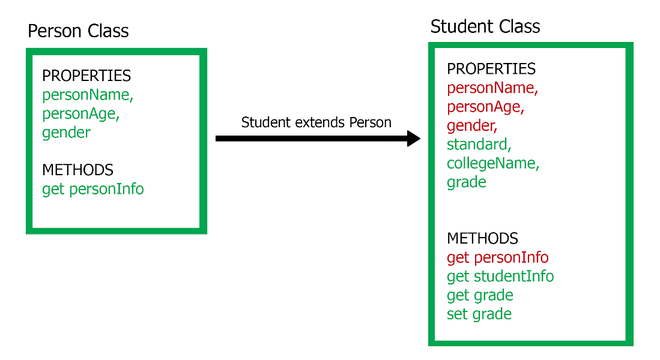 Person Class
PROPERTIES
personName,
personAge,
gender
METHODS
get personInfo
Student extends Person
Student Class
PROPERTIES
personName,
personAge,
gender,
standard,
collegeName,
grade
METHODS
get personInfo
get studentInfo
get grade
set grade